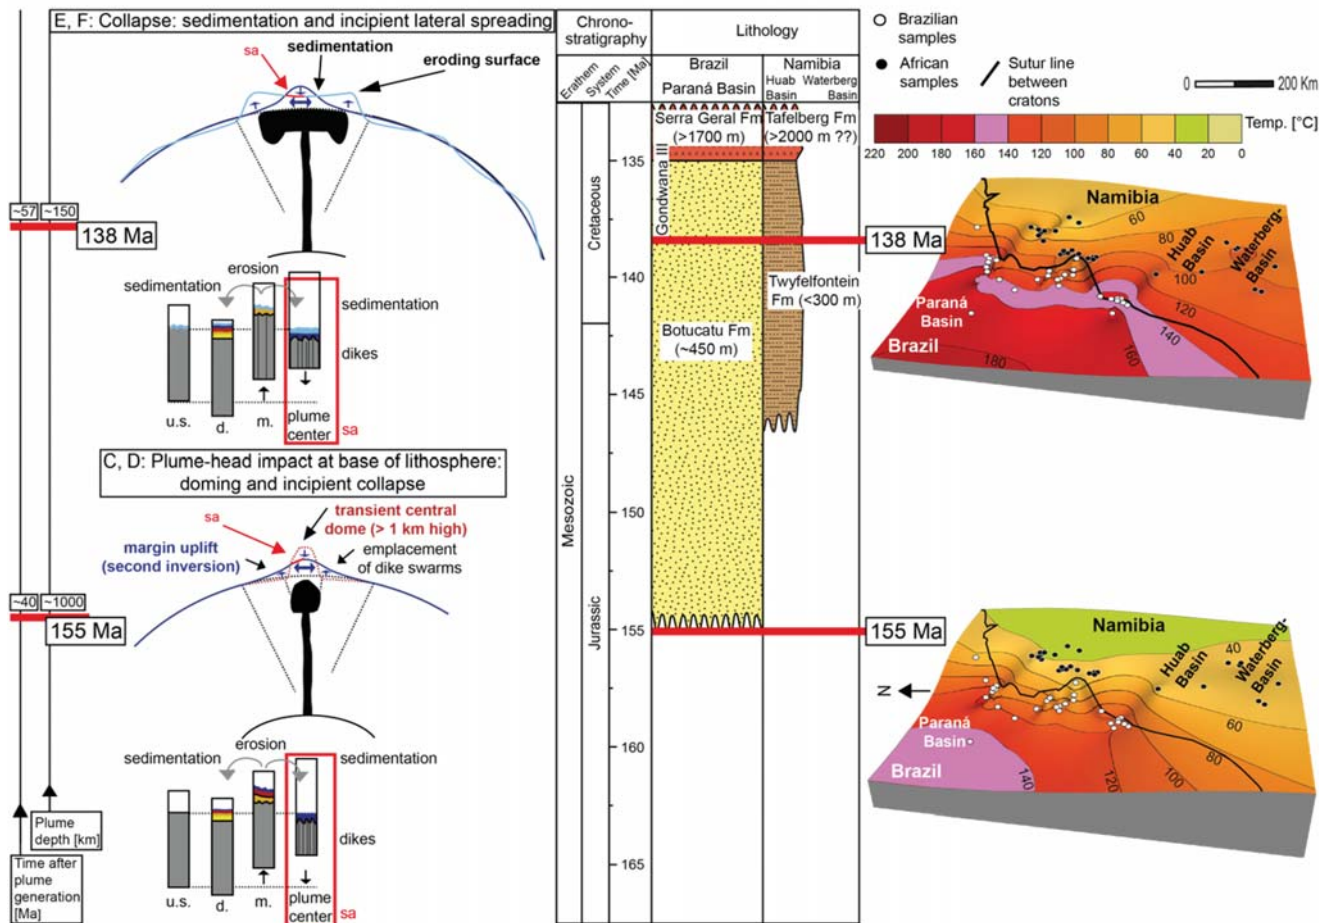 E, F: Collapse: sedimentation and incipient lateral spreading
sedimentation
sa
eroding surface
~57
~150
138 Ma
erosion
sedimentation
sedimentation
dikes
u.s.
d.
m.
plume
center
sa
C, D: Plume-head impact at base of lithosphere:
doming and incipient collapse
transient central
dome (> 1 km high)
sa
margin uplift
(second inversion)
emplacement
of dike swarms
~40
~1000
155 Ma
erosion
sedimentation
sedimentation
dikes
u.s.
d.
m.
plume
center
sa
Plume
depth [km]
Time after
plume
generation
[Ma]
Chrono-
stratigraphy
Lithology
Erathem
System
Time [Ma]
Brazil
Paraná Basin
Namibia
Huab
Basin
Waterberg
Basin
Serra Geral Fm
(>1700 m)
Tafelberg Fm
(>2000 m ??)
Gondwana III
135
Cretaceous
140
Twyfelfontein
Fm (<300 m)
Botucatu Fm.
(~450 m)
145
150
Mesozoic
Jurassic
155
160
165
Brazilian
samples
African
samples
Sutur line
between
cratons
0
200 Km
Temp. [°C]
220 200 180 160 140 120 100 80 60 40 20 0
138 Ma
Namibia
60
80
Huab
Basin
Waterberg-
Basin
100
120
Paraná
Basin
140
Brazil
160
180
155 Ma
Namibia
40
Huab
Basin
Waterberg-
Basin
N
60
Paraná
Basin
80
Brazil
140
120
100